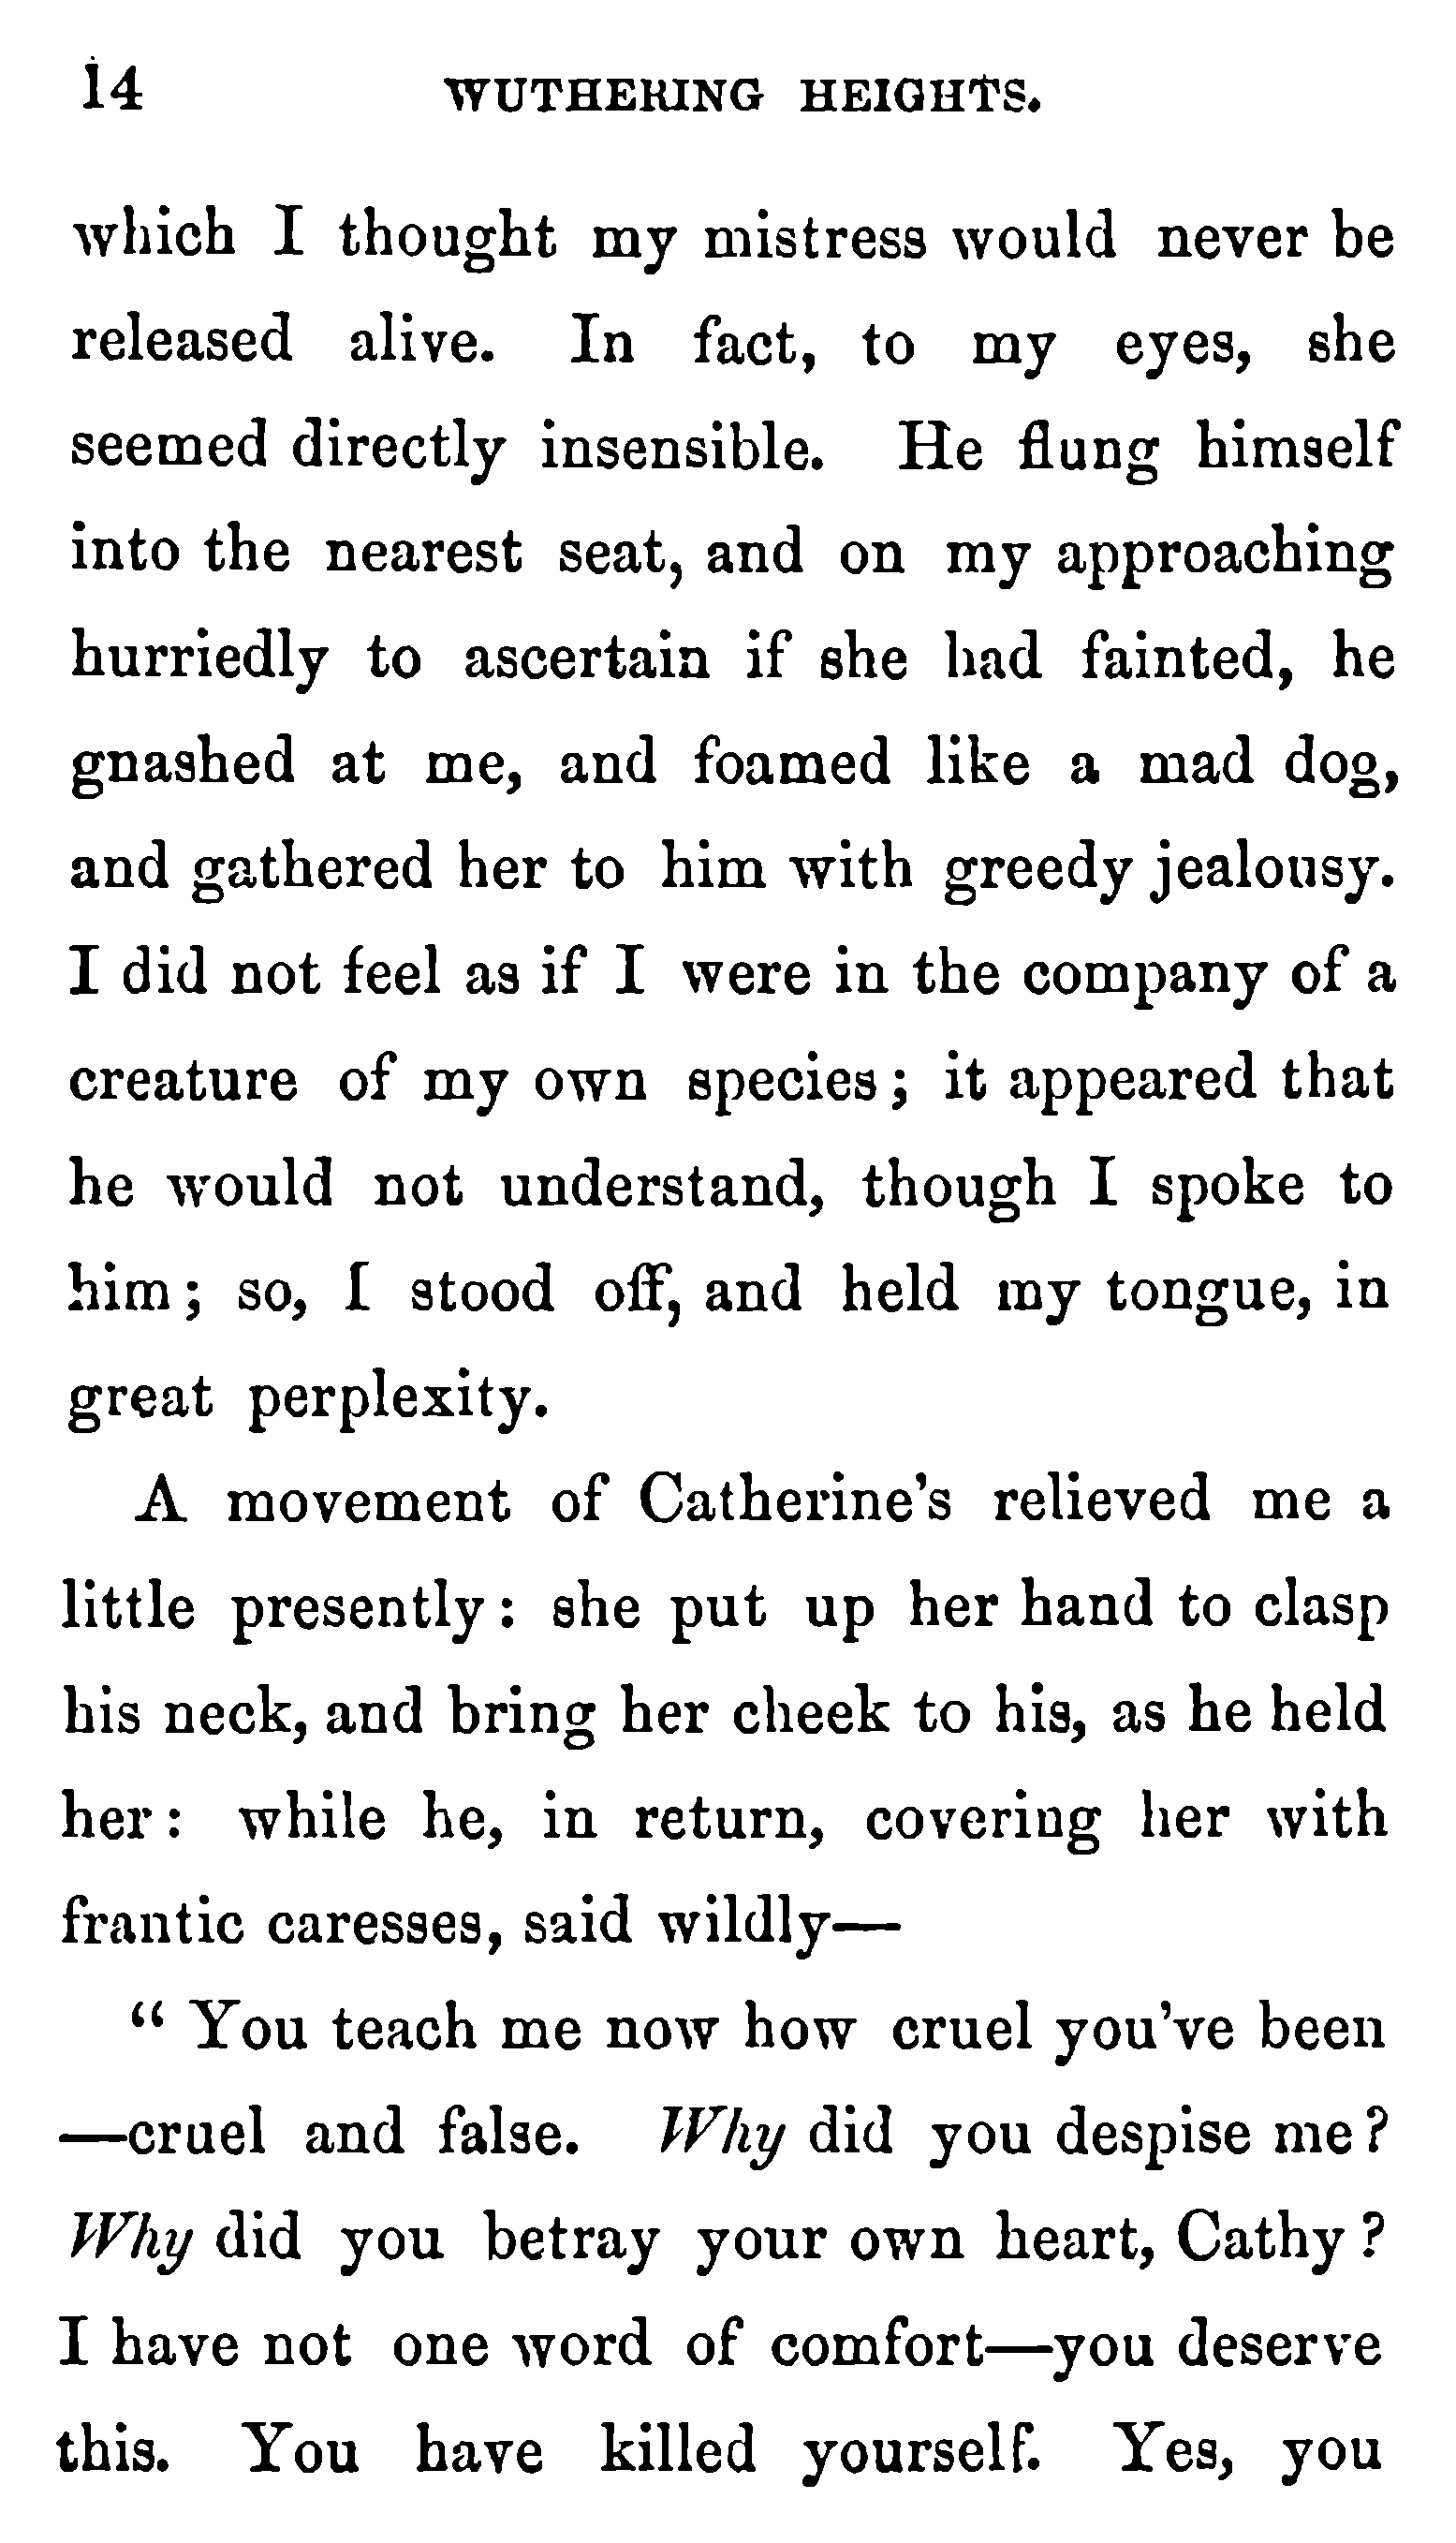 14 WUTHERING HEIGHTS.
which I thought my mistress would never be
released alive. In fact, to my eyes, she
seemed directly insensible. He flung himself
into the nearest seat, and on my approaching
hurriedly to ascertain if she had fainted, he
gnashed at me, and foamed like a mad dog,
and gathered her to him with greedy jealousy.
I did not feel as if I were in the company of a
creature of my own species; it appeared that
he would not understand, though I spoke to
him; so, I stood off, and held my tongue, in
great perplexity.
A movement of Catherine's relieved me a
little presently: she put up her hand to clasp
his neck, and bring her cheek to his, as he held
her: while he, in return, covering her with
frantic caresses, said wildly—
“ You teach me now how cruel you've been
—cruel and false. Why did you despise me?
Why did you betray your own heart, Cathy?
I have not one word of comfort—you deserve
this. You have killed yourself. Yes, you